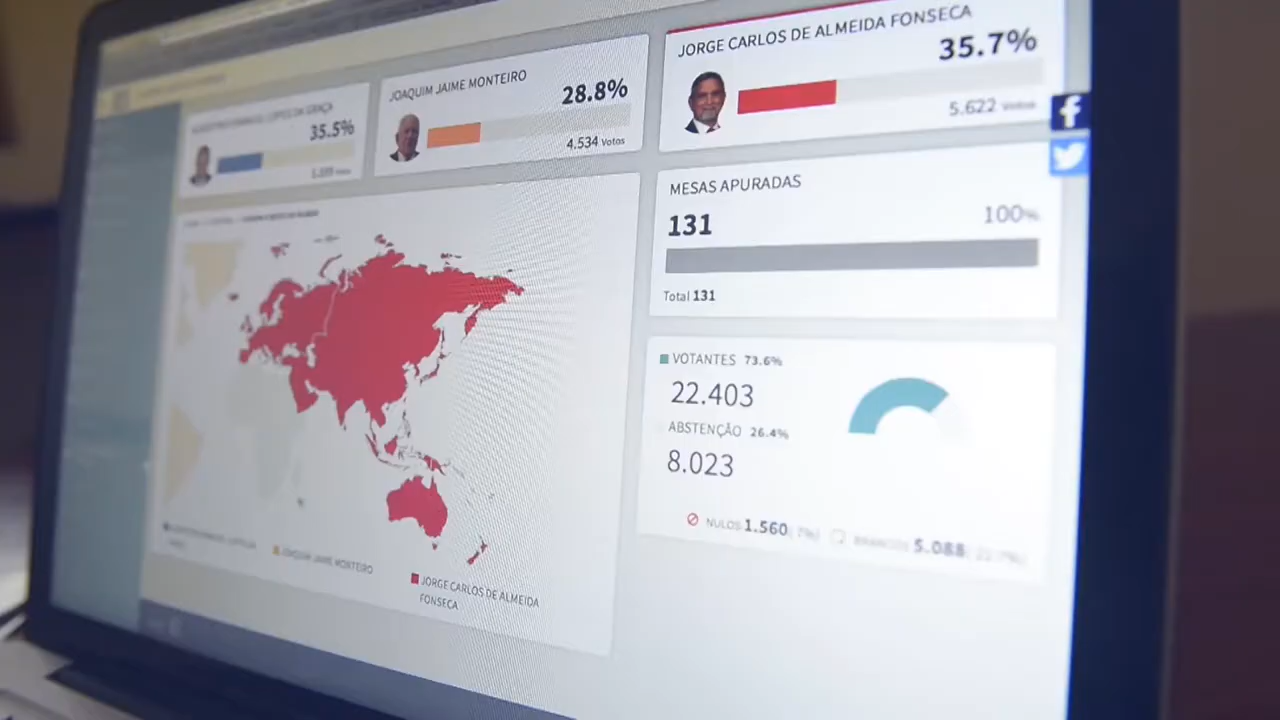 35.5%
JOAQUIM JAIME MONTEIRO
28.8%
4.534 Votos
JORGE CARLOS DE ALMEIDA FONSECA
35.7%
5.622 Votos
MESAS APURADAS
131
100%
Total 131
VOTANTES 73.6%
22.403
ABSTENÇÃO 26.4%
8.023
NULOS 1.560 (7%) BRANCOS 5.088
JOAQUIM JAIME MONTEIRO
JORGE CARLOS DE ALMEIDA
FONSECA